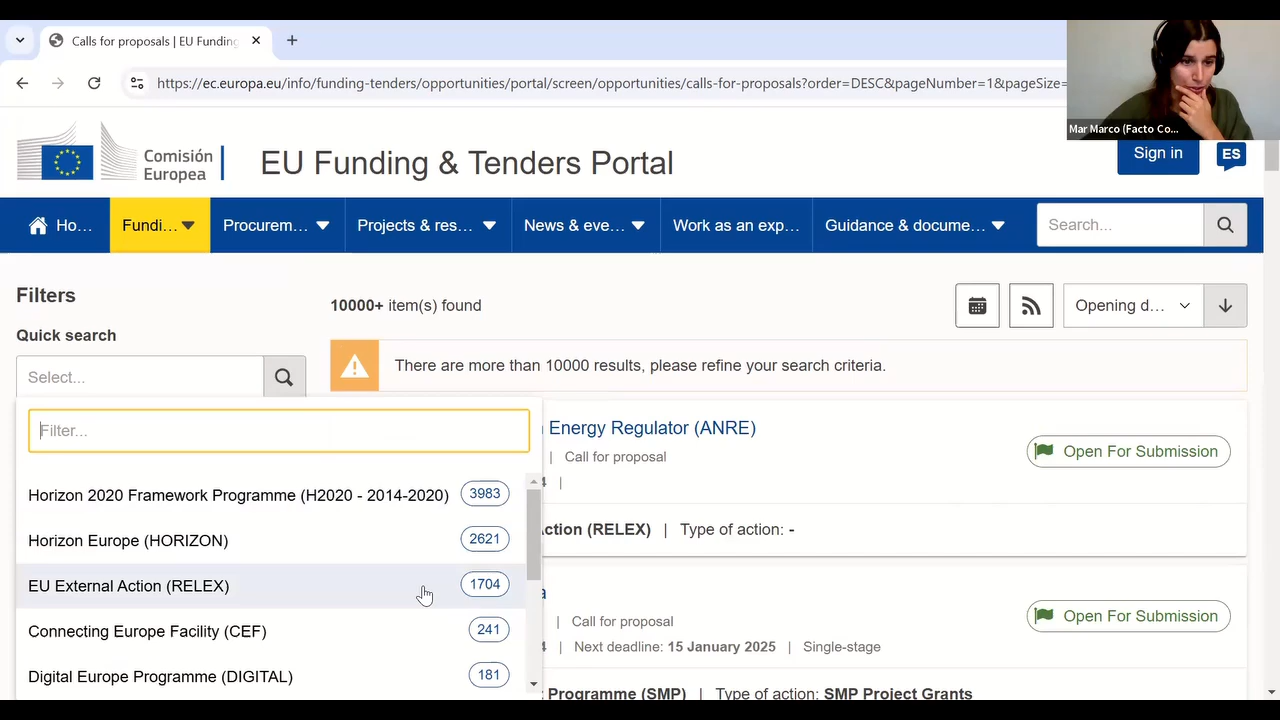 Calls for proposals | EU Funding
https://ec.europa.eu/info/funding-tenders/opportunities/portal/screen/opportunities/calls-for-proposals?order=DESC&pageNumber=1&pageSize=
Mar Marco (Facto Co...
Comisión
Europea
EU Funding & Tenders Portal
Sign in
ES
Ho...
Fundi...
Procurem...
Projects & res...
News & eve...
Work as an exp...
Guidance & docume...
Search...
Filters
10000+ item(s) found
Opening d...
Quick search
Select...
There are more than 10000 results, please refine your search criteria.
Filter...
Horizon 2020 Framework Programme (H2020 - 2014-2020) 3983
Horizon Europe (HORIZON) 2621
EU External Action (RELEX) 1704
Connecting Europe Facility (CEF) 241
Digital Europe Programme (DIGITAL) 181
Energy Regulator (ANRE)
| Call for proposal
4 |
Open For Submission
Action (RELEX) | Type of action: -
a
| Call for proposal
4 | Next deadline: 15 January 2025 | Single-stage
Open For Submission
Programme (SMP) | Type of action: SMP Project Grants